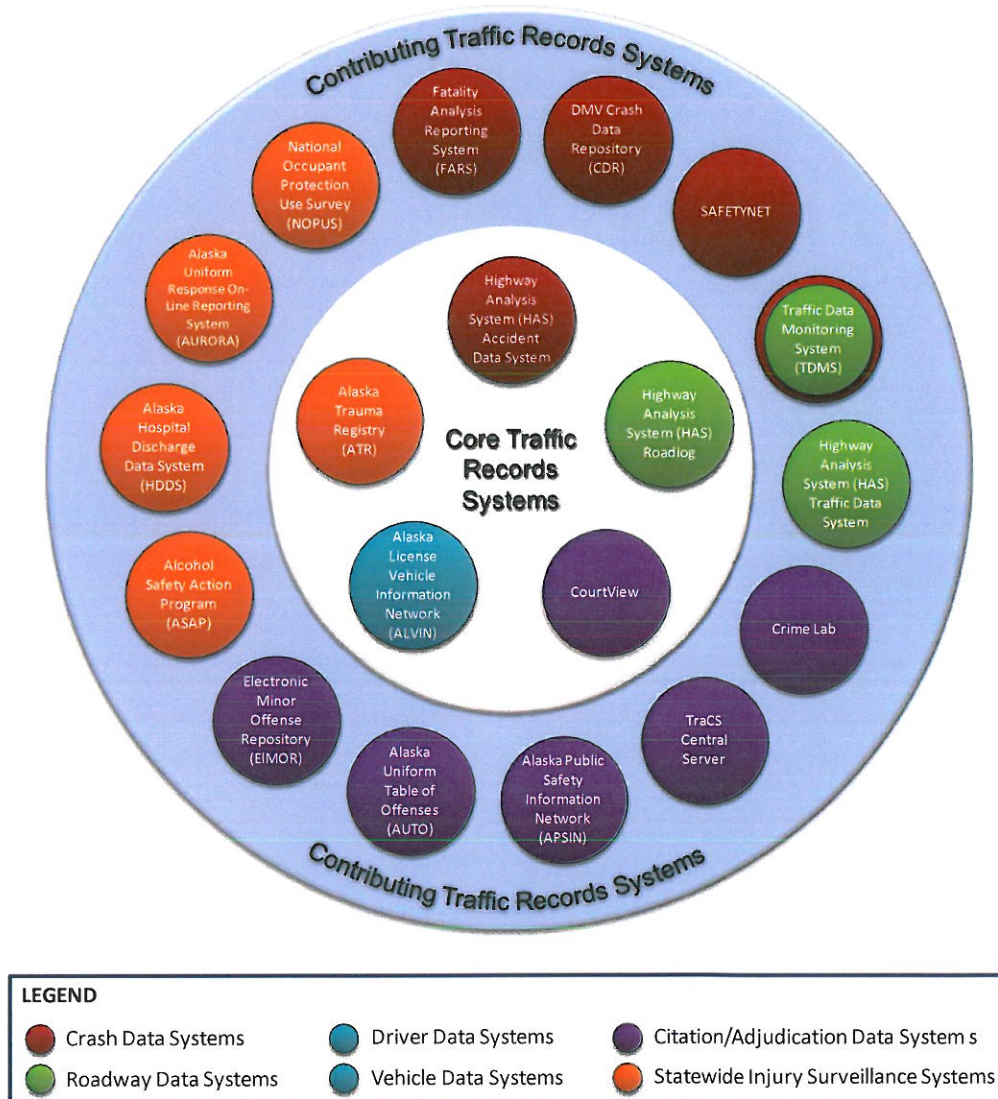 Contributing Traffic Records Systems
Fatality
Analysis
Reporting
System
(FARS)
DMV Crash
Data
Repository
(CDR)
SAFETYNET
Traffic Data
Monitoring
System
(TDMS)
Highway
Analysis
System (HAS)
Traffic Data
System
Crime Lab
TraCS
Central
Server
Alaska Public
Safety
Information
Network
(APSIN)
Alaska
Uniform
Table of
Offenses
(AUTO)
Electronic
Minor
Offense
Repository
(EIMOR)
Alcohol
Safety Action
Program
(ASAP)
Alaska
Hospital
Discharge
Data System
(HDDS)
Alaska
Uniform
Response On-
Line Reporting
System
(AURORA)
National
Occupant
Protection
Use Survey
(NOPUS)
Highway
Analysis
System (HAS)
Accident
Data System
Highway
Analysis
System (HAS)
Roadlog
CourtView
Alaska
License
Vehicle
Information
Network
(ALVIN)
Alaska
Trauma
Registry
(ATR)
Core Traffic
Records
Systems
Contributing Traffic Records Systems
LEGEND
Crash Data Systems
Driver Data Systems
Citation/Adjudication Data System s
Roadway Data Systems
Vehicle Data Systems
Statewide Injury Surveillance Systems